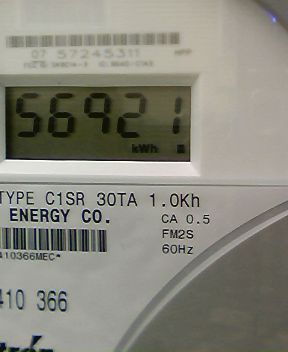 07 57245311
56921
kWh
TYPE C1SR 30TA 1.0Kh
ENERGY CO.
CA 0.5
FM2S
60Hz
410366MEC*
410 366